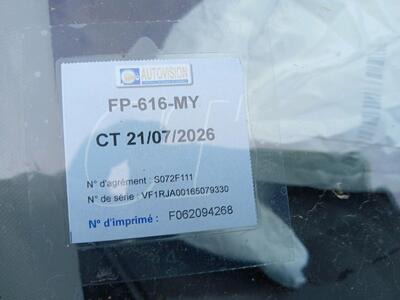 AUTOVISION
FP-616-MY
CT 21/07/2026
N° d'agrément : S072F111
N° de série : VF1RJA00165079330
N° d'imprimé : F062094268